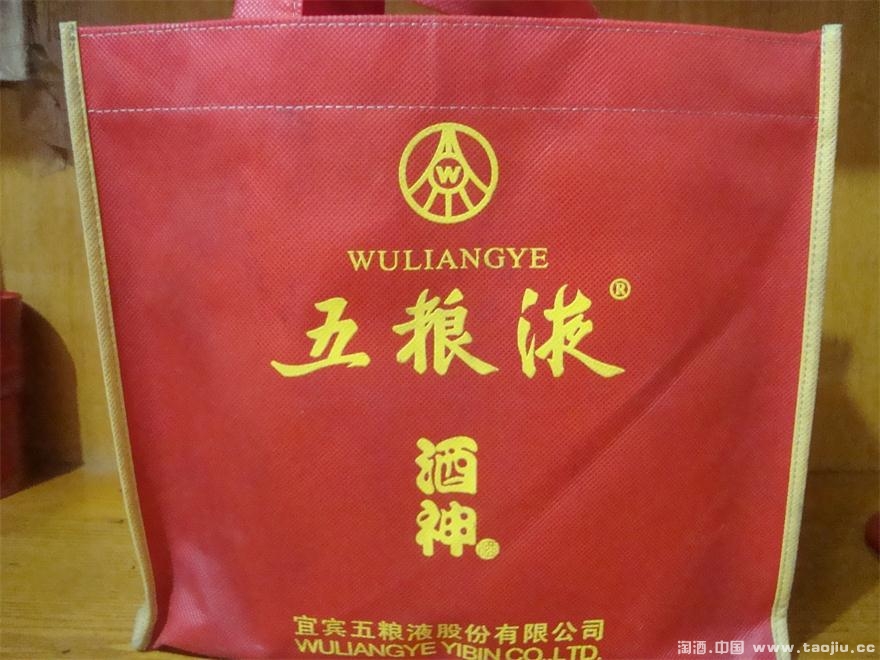 W
WULIANGYE
五粮液®
酒
神
宜宾五粮液股份有限公司
WULIANGYE YIBIN CO.,LTD.
淘酒.中国 www.taojiu.cc